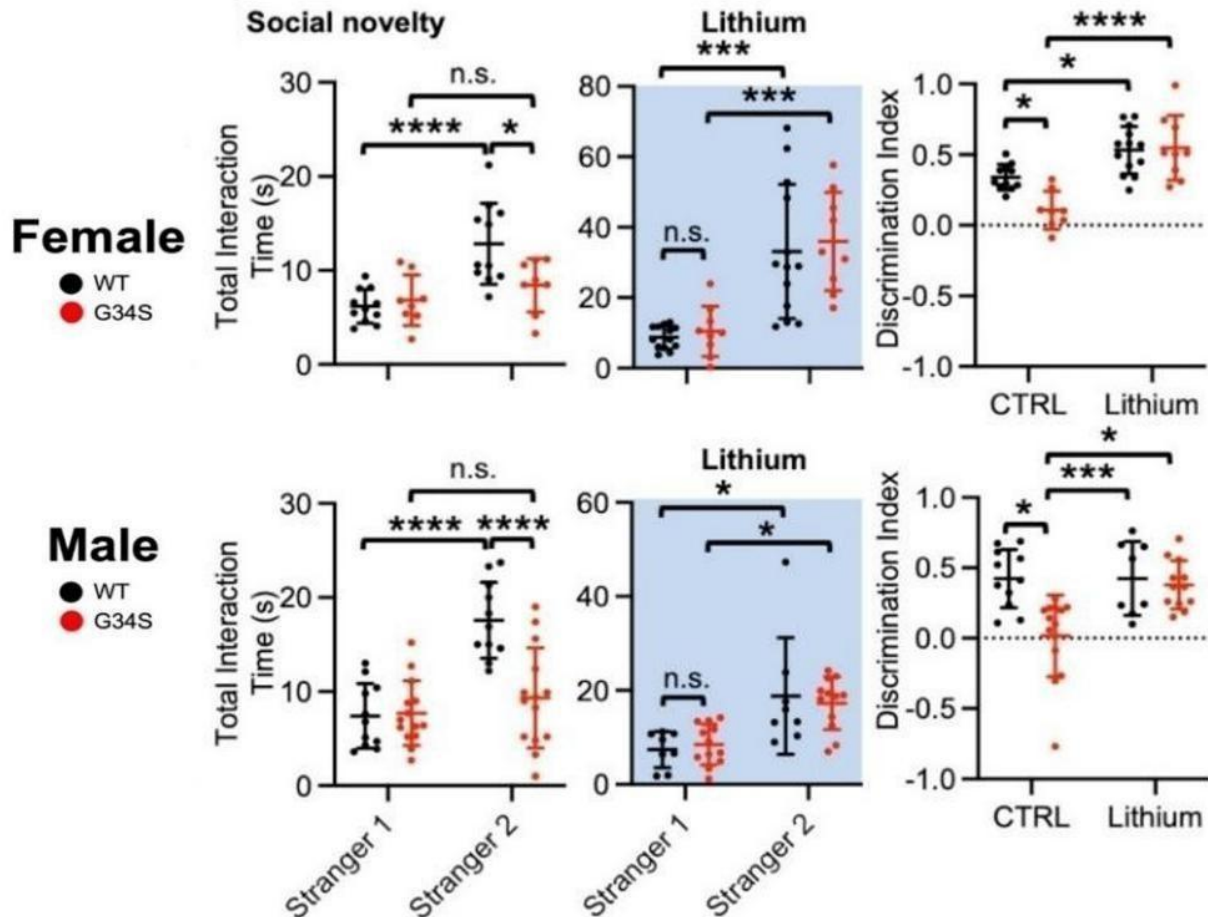 Social novelty
Lithium
Female
WT
G34S
Total Interaction
Time (s)
30
20
10
0
n.s.
****
*
80
60
40
20
0
***
***
n.s.
Discrimination Index
1.0
0.5
0.0
-0.5
-1.0
****
*
*
CTRL
Lithium
Male
WT
G34S
Total Interaction
Time (s)
30
20
10
0
n.s.
****
****
Stranger 1
Stranger 2
Lithium
60
40
20
0
*
*
n.s.
Stranger 1
Stranger 2
Discrimination Index
1.0
0.5
0.0
-0.5
-1.0
*
***
*
CTRL
Lithium